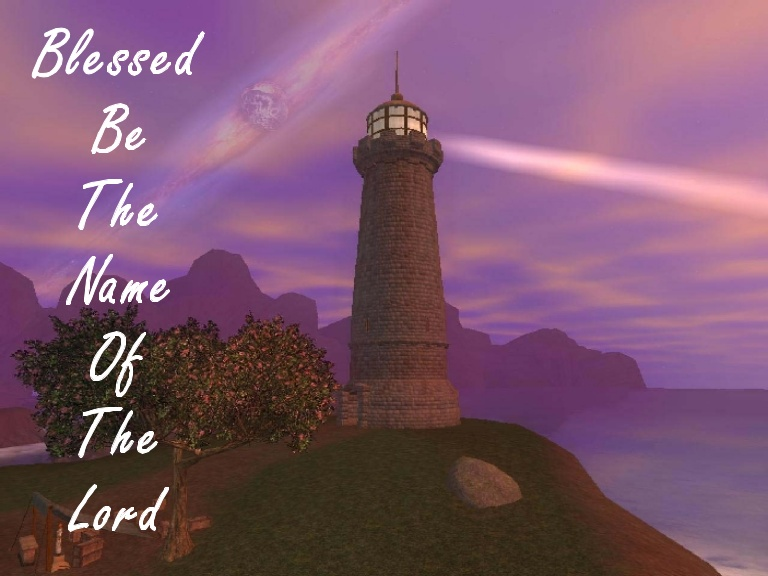 Blessed
Be
The
Name
Of
The
Lord